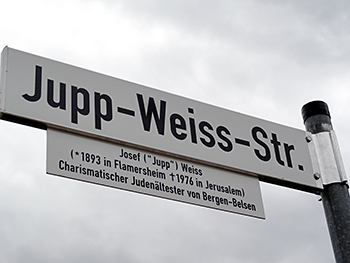 Jupp-Weiss-Str.
Josef ("Jupp") Weiss
(*1893 in Flamersheim †1976 in Jerusalem)
Charismatischer Judenältester von Bergen-Belsen